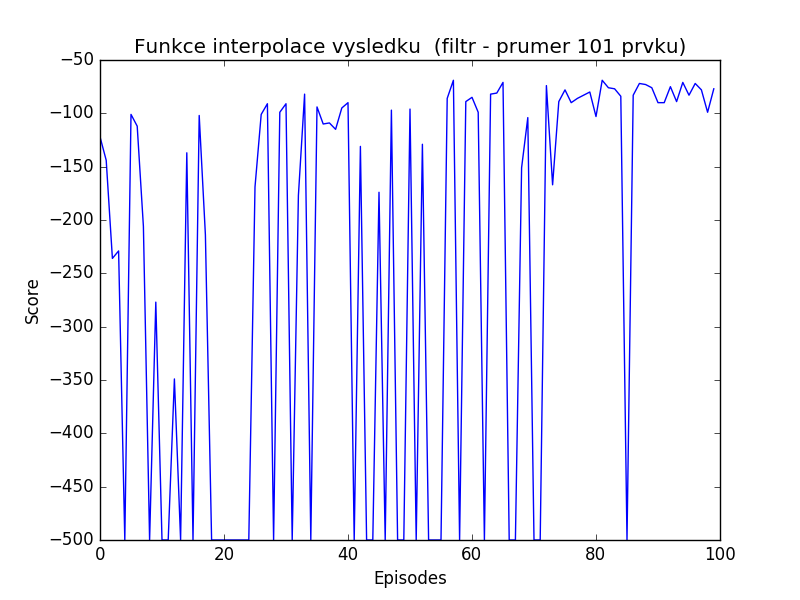 Funkce interpolace vysledku  (filtr - prumer 101 prvku)
−50
−100
−150
−200
−250
−300
−350
−400
−450
−500
Score
0 20 40 60 80 100
Episodes